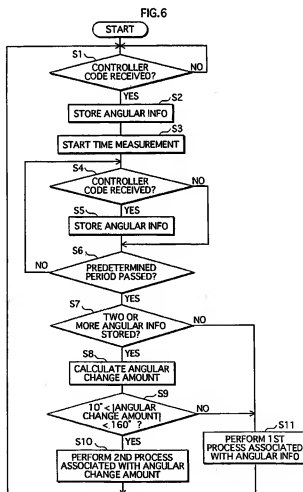 FIG.6
START
S1
CONTROLLER
CODE RECEIVED?
NO
YES
S2
STORE ANGULAR INFO
S3
START TIME MEASUREMENT
S4
CONTROLLER
CODE RECEIVED?
NO
YES
S5
STORE ANGULAR INFO
S6
PREDETERMINED
PERIOD PASSED?
NO
YES
S7
TWO OR
MORE ANGULAR INFO
STORED?
NO
YES
S8
CALCULATE ANGULAR
CHANGE AMOUNT
S9
10°<|ANGULAR
CHANGE AMOUNT|
<160° ?
NO
YES
S10
PERFORM 2ND PROCESS
ASSOCIATED WITH ANGULAR
CHANGE AMOUNT
S11
PERFORM 1ST
PROCESS
ASSOCIATED WITH
ANGULAR INFO